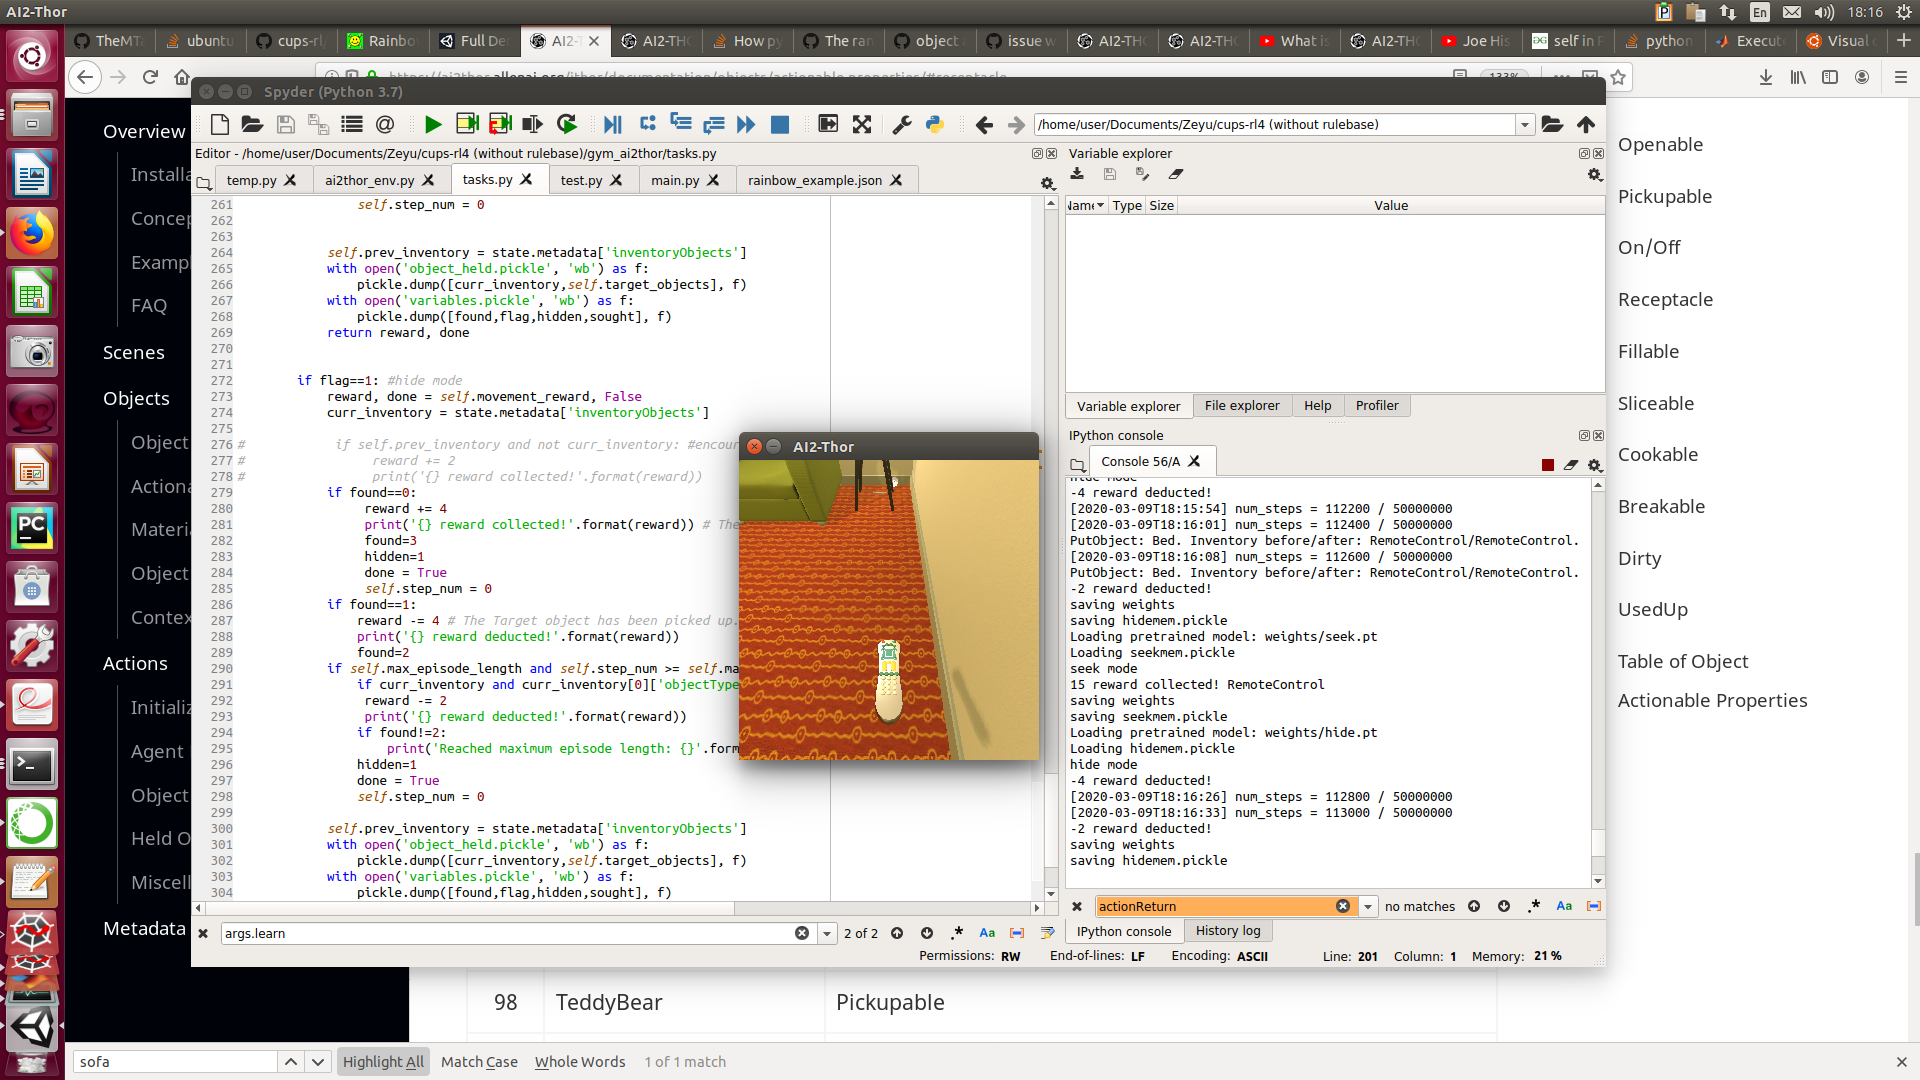 AI2-Thor
En
18:16
TheMT
ubuntu
cups-rl/
Rainbo
Full De
AI2-
AI2-TH
How py
The ran
object
issue w
AI2-TH
AI2-TH
What is
AI2-TH
Joe His
self in P
python
Execut
Visual
https://ai2thor.allenai.org/ithor/documentation/objects/actionable-properties/#receptacle
133%
Spyder (Python 3.7)
/home/user/Documents/Zeyu/cups-rl4 (without rulebase)
Editor - /home/user/Documents/Zeyu/cups-rl4 (without rulebase)/gym_ai2thor/tasks.py
temp.py
ai2thor_env.py
tasks.py
test.py
main.py
rainbow_example.json
261 self.step_num = 0
262
263
264 self.prev_inventory = state.metadata['inventoryObjects']
265 with open('object_held.pickle', 'wb') as f:
266 pickle.dump([curr_inventory,self.target_objects], f)
267 with open('variables.pickle', 'wb') as f:
268 pickle.dump([found,flag,hidden,sought], f)
269 return reward, done
270
271
272 if flag==1: #hide mode
273 reward, done = self.movement_reward, False
274 curr_inventory = state.metadata['inventoryObjects']
275
276 # if self.prev_inventory and not curr_inventory: #encour
277 # reward += 2
278 # print('{} reward collected!'.format(reward))
279 if found==0:
280 reward += 4
281 print('{} reward collected!'.format(reward)) # The
282 found=3
283 hidden=1
284 done = True
285 self.step_num = 0
286 if found==1:
287 reward -= 4 # The Target object has been picked up.
288 print('{} reward deducted!'.format(reward))
289 found=2
290 if self.max_episode_length and self.step_num >= self.ma
291 if curr_inventory and curr_inventory[0]['objectType
292 reward -= 2
293 print('{} reward deducted!'.format(reward))
294 if found!=2:
295 print('Reached maximum episode length: {}'.form
296 hidden=1
297 done = True
298 self.step_num = 0
299
300 self.prev_inventory = state.metadata['inventoryObjects']
301 with open('object_held.pickle', 'wb') as f:
302 pickle.dump([curr_inventory,self.target_objects], f)
303 with open('variables.pickle', 'wb') as f:
304 pickle.dump([found,flag,hidden,sought], f)
args.learn
2 of 2
Aa
AI2-Thor
Variable explorer
Name Type Size Value
Variable explorer
File explorer
Help
Profiler
IPython console
Console 56/A
hide mode
-4 reward deducted!
[2020-03-09T18:15:54] num_steps = 112200 / 50000000
[2020-03-09T18:16:01] num_steps = 112400 / 50000000
PutObject: Bed. Inventory before/after: RemoteControl/RemoteControl.
[2020-03-09T18:16:08] num_steps = 112600 / 50000000
PutObject: Bed. Inventory before/after: RemoteControl/RemoteControl.
-2 reward deducted!
saving weights
saving hidemem.pickle
Loading pretrained model: weights/seek.pt
Loading seekmem.pickle
seek mode
15 reward collected! RemoteControl
saving weights
saving seekmem.pickle
Loading pretrained model: weights/hide.pt
Loading hidemem.pickle
hide mode
-4 reward deducted!
[2020-03-09T18:16:26] num_steps = 112800 / 50000000
[2020-03-09T18:16:33] num_steps = 113000 / 50000000
-2 reward deducted!
saving weights
saving hidemem.pickle
actionReturn
no matches
Aa
IPython console
History log
Permissions: RW
End-of-lines: LF
Encoding: ASCII
Line: 201
Column: 1
Memory: 21 %
Overview
Installa
Concep
Exampl
FAQ
Scenes
Objects
Object
Actiona
Materi
Object
Contex
Actions
Initializ
Agent
Object
Held O
Miscell
Metadata
Openable
Pickupable
On/Off
Receptacle
Fillable
Sliceable
Cookable
Breakable
Dirty
UsedUp
Table of Object
Actionable Properties
98 TeddyBear Pickupable
sofa
Highlight All
Match Case
Whole Words
1 of 1 match